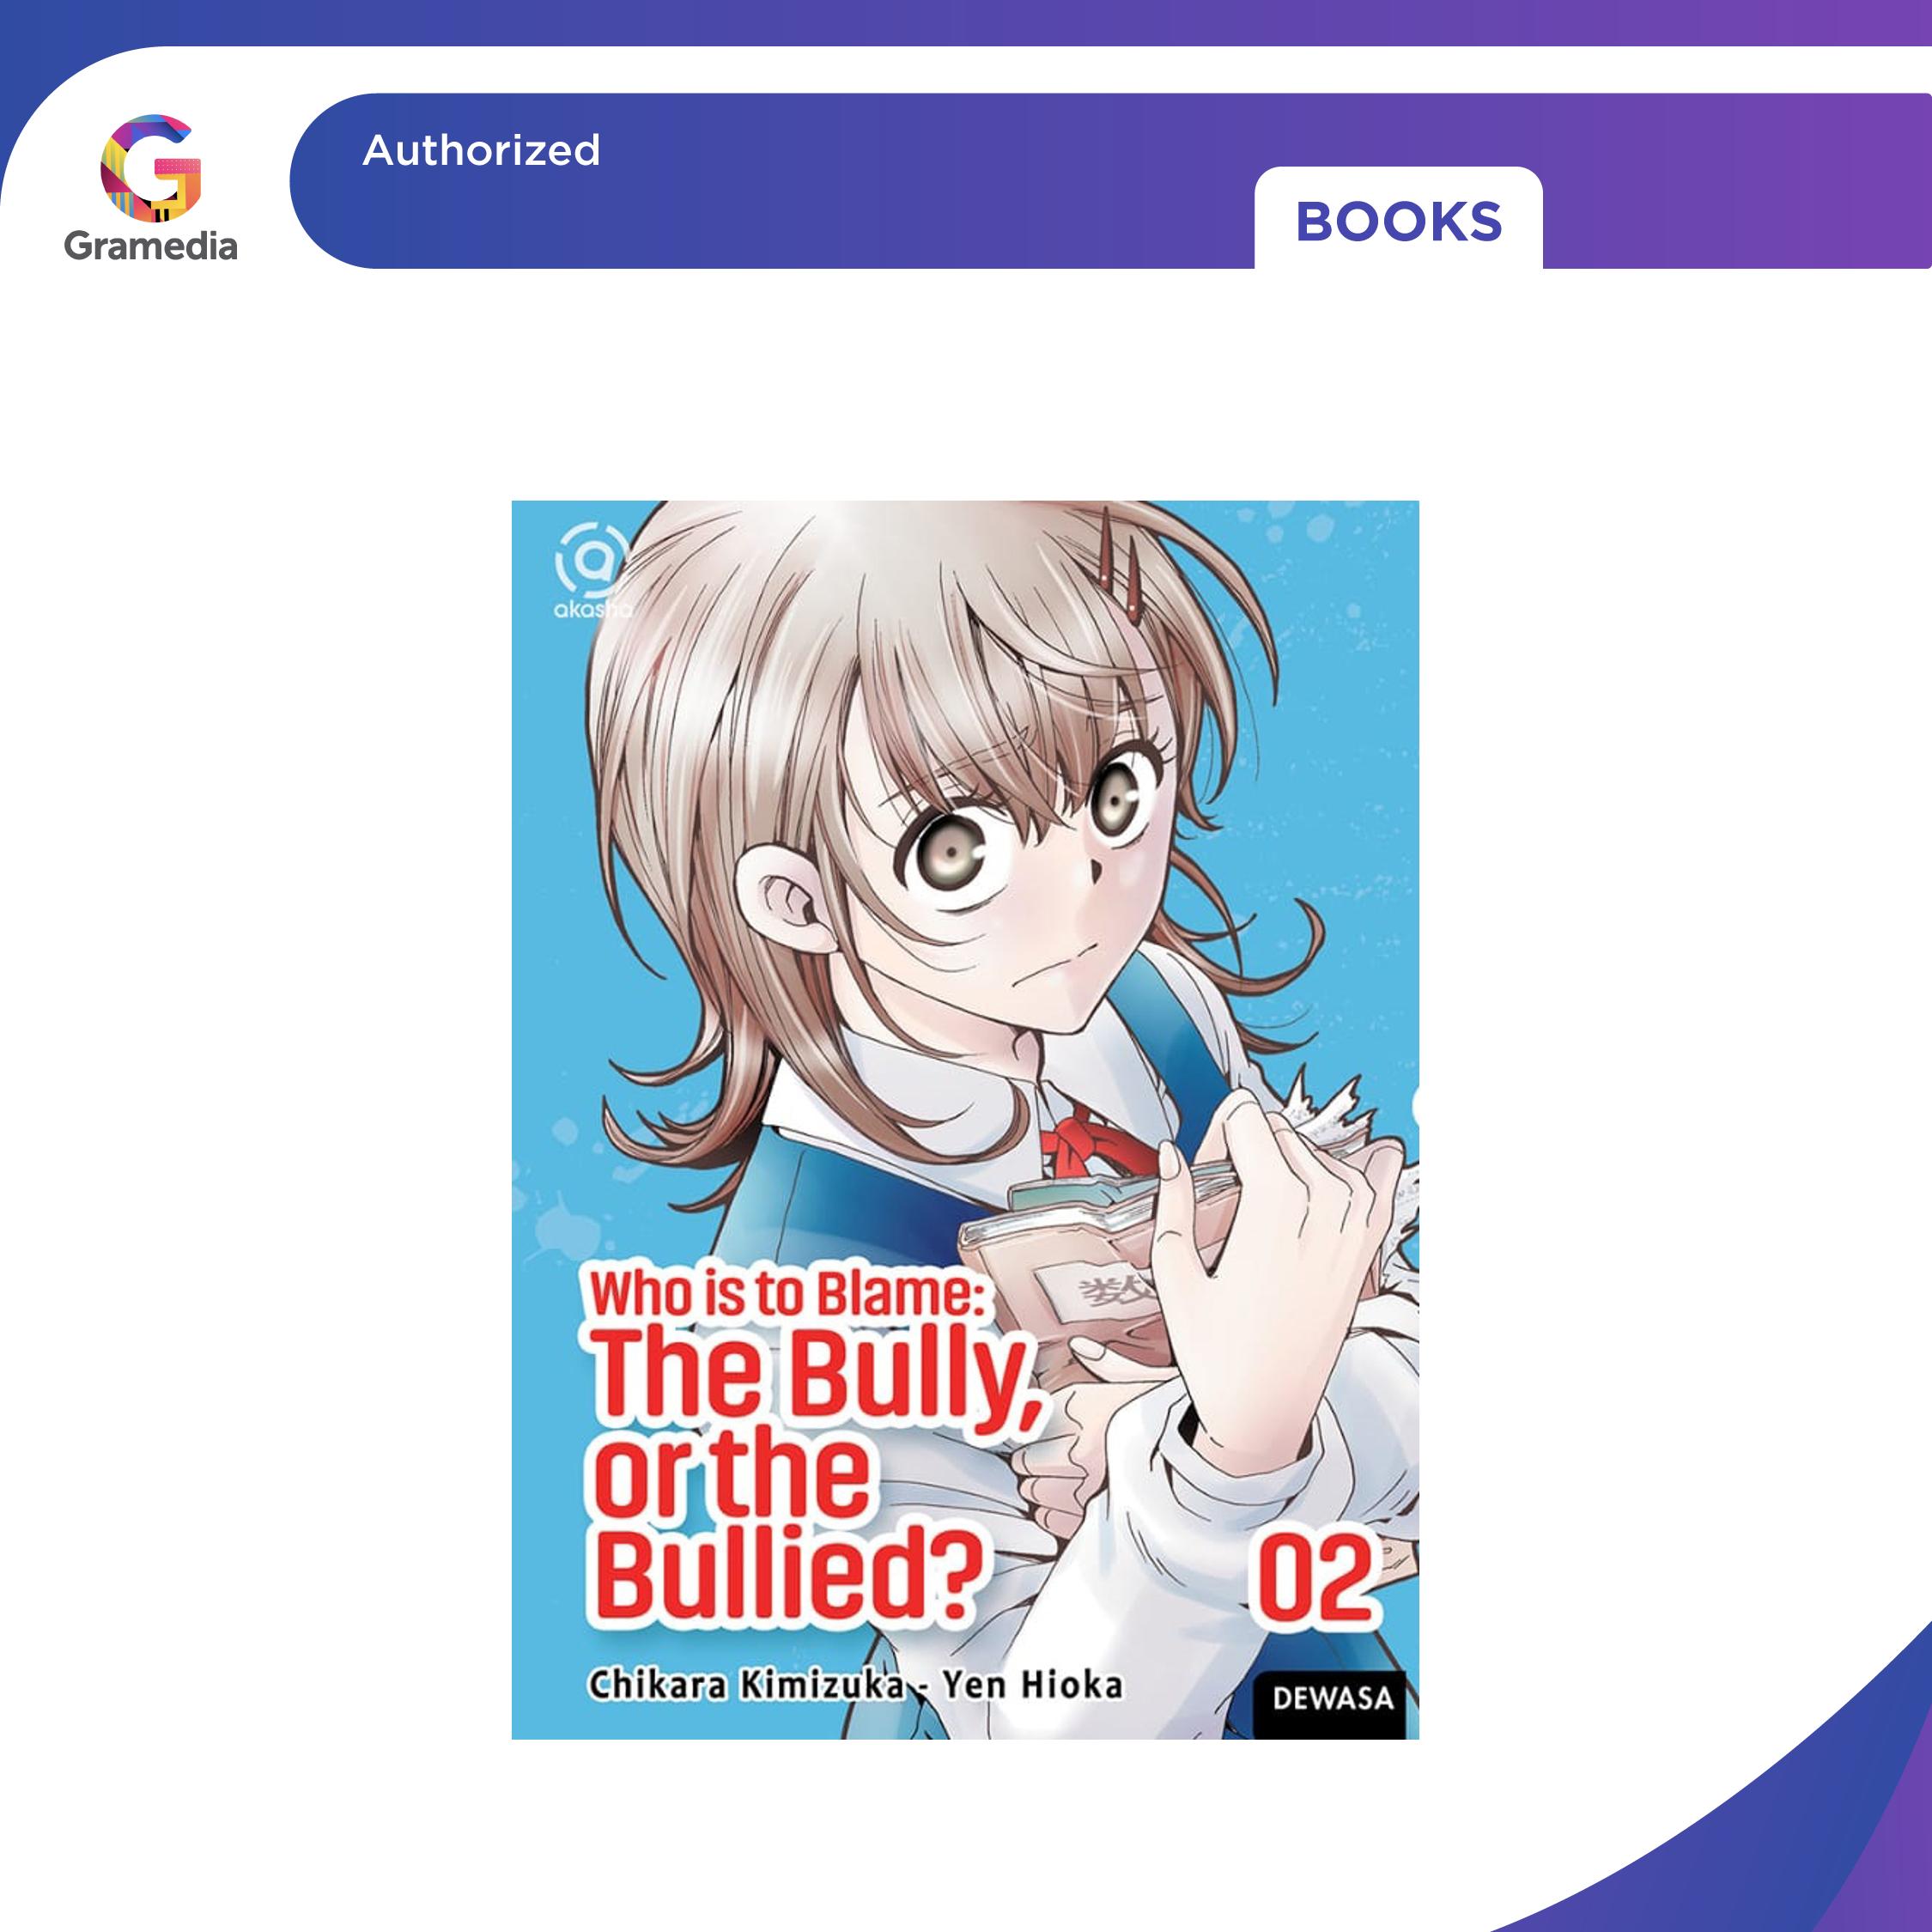 Gramedia
Authorized
BOOKS
akasha
数
Who is to Blame:
The Bully,
or the
Bullied?
02
Chikara Kimizuka - Yen Hioka
DEWASA